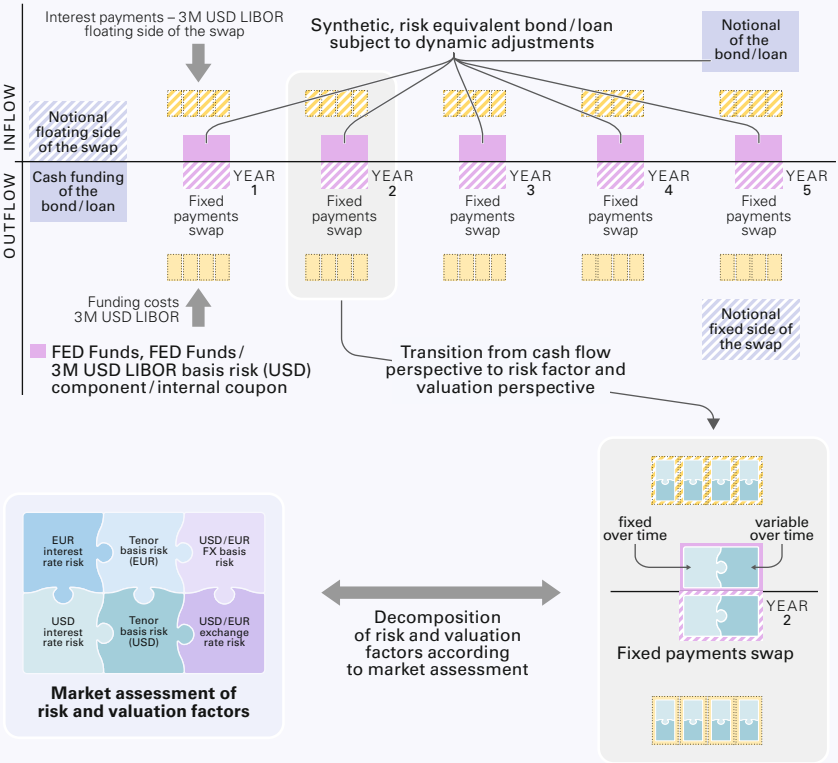 Interest payments – 3M USD LIBOR
floating side of the swap
Synthetic, risk equivalent bond/loan
subject to dynamic adjustments
Notional
of the
bond/loan
INFLOW
Notional
floating side
of the swap
OUTFLOW
Cash funding
of the
bond/loan
YEAR
1
YEAR
2
YEAR
3
YEAR
4
YEAR
5
Fixed
payments
swap
Fixed
payments
swap
Fixed
payments
swap
Fixed
payments
swap
Fixed
payments
swap
Funding costs
3M USD LIBOR
Notional
fixed side of
the swap
FED Funds, FED Funds/
3M USD LIBOR basis risk (USD)
component/internal coupon
Transition from cash flow
perspective to risk factor and
valuation perspective
fixed
over time
variable
over time
YEAR
2
Fixed payments swap
EUR
interest
rate risk
Tenor
basis risk
(EUR)
USD/EUR
FX basis
risk
USD
interest
rate risk
Tenor
basis risk
(USD)
USD/EUR
exchange
rate risk
Market assessment of
risk and valuation factors
Decomposition
of risk and valuation
factors according
to market assessment